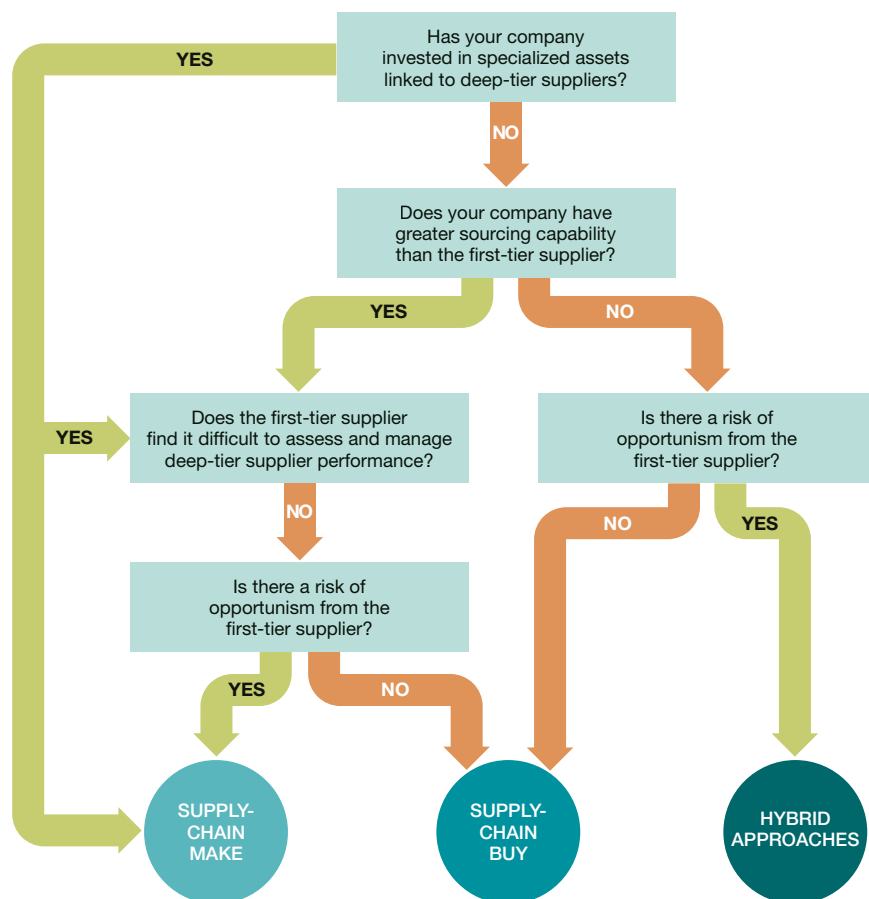 Has your company
invested in specialized assets
linked to deep-tier suppliers?
YES
NO
Does your company have
greater sourcing capability
than the first-tier supplier?
YES
NO
Does the first-tier supplier
find it difficult to assess and manage
deep-tier supplier performance?
YES
Is there a risk of
opportunism from the
first-tier supplier?
NO
NO
YES
Is there a risk of
opportunism from the
first-tier supplier?
YES
NO
SUPPLY-
CHAIN
MAKE
SUPPLY-
CHAIN
BUY
HYBRID
APPROACHES